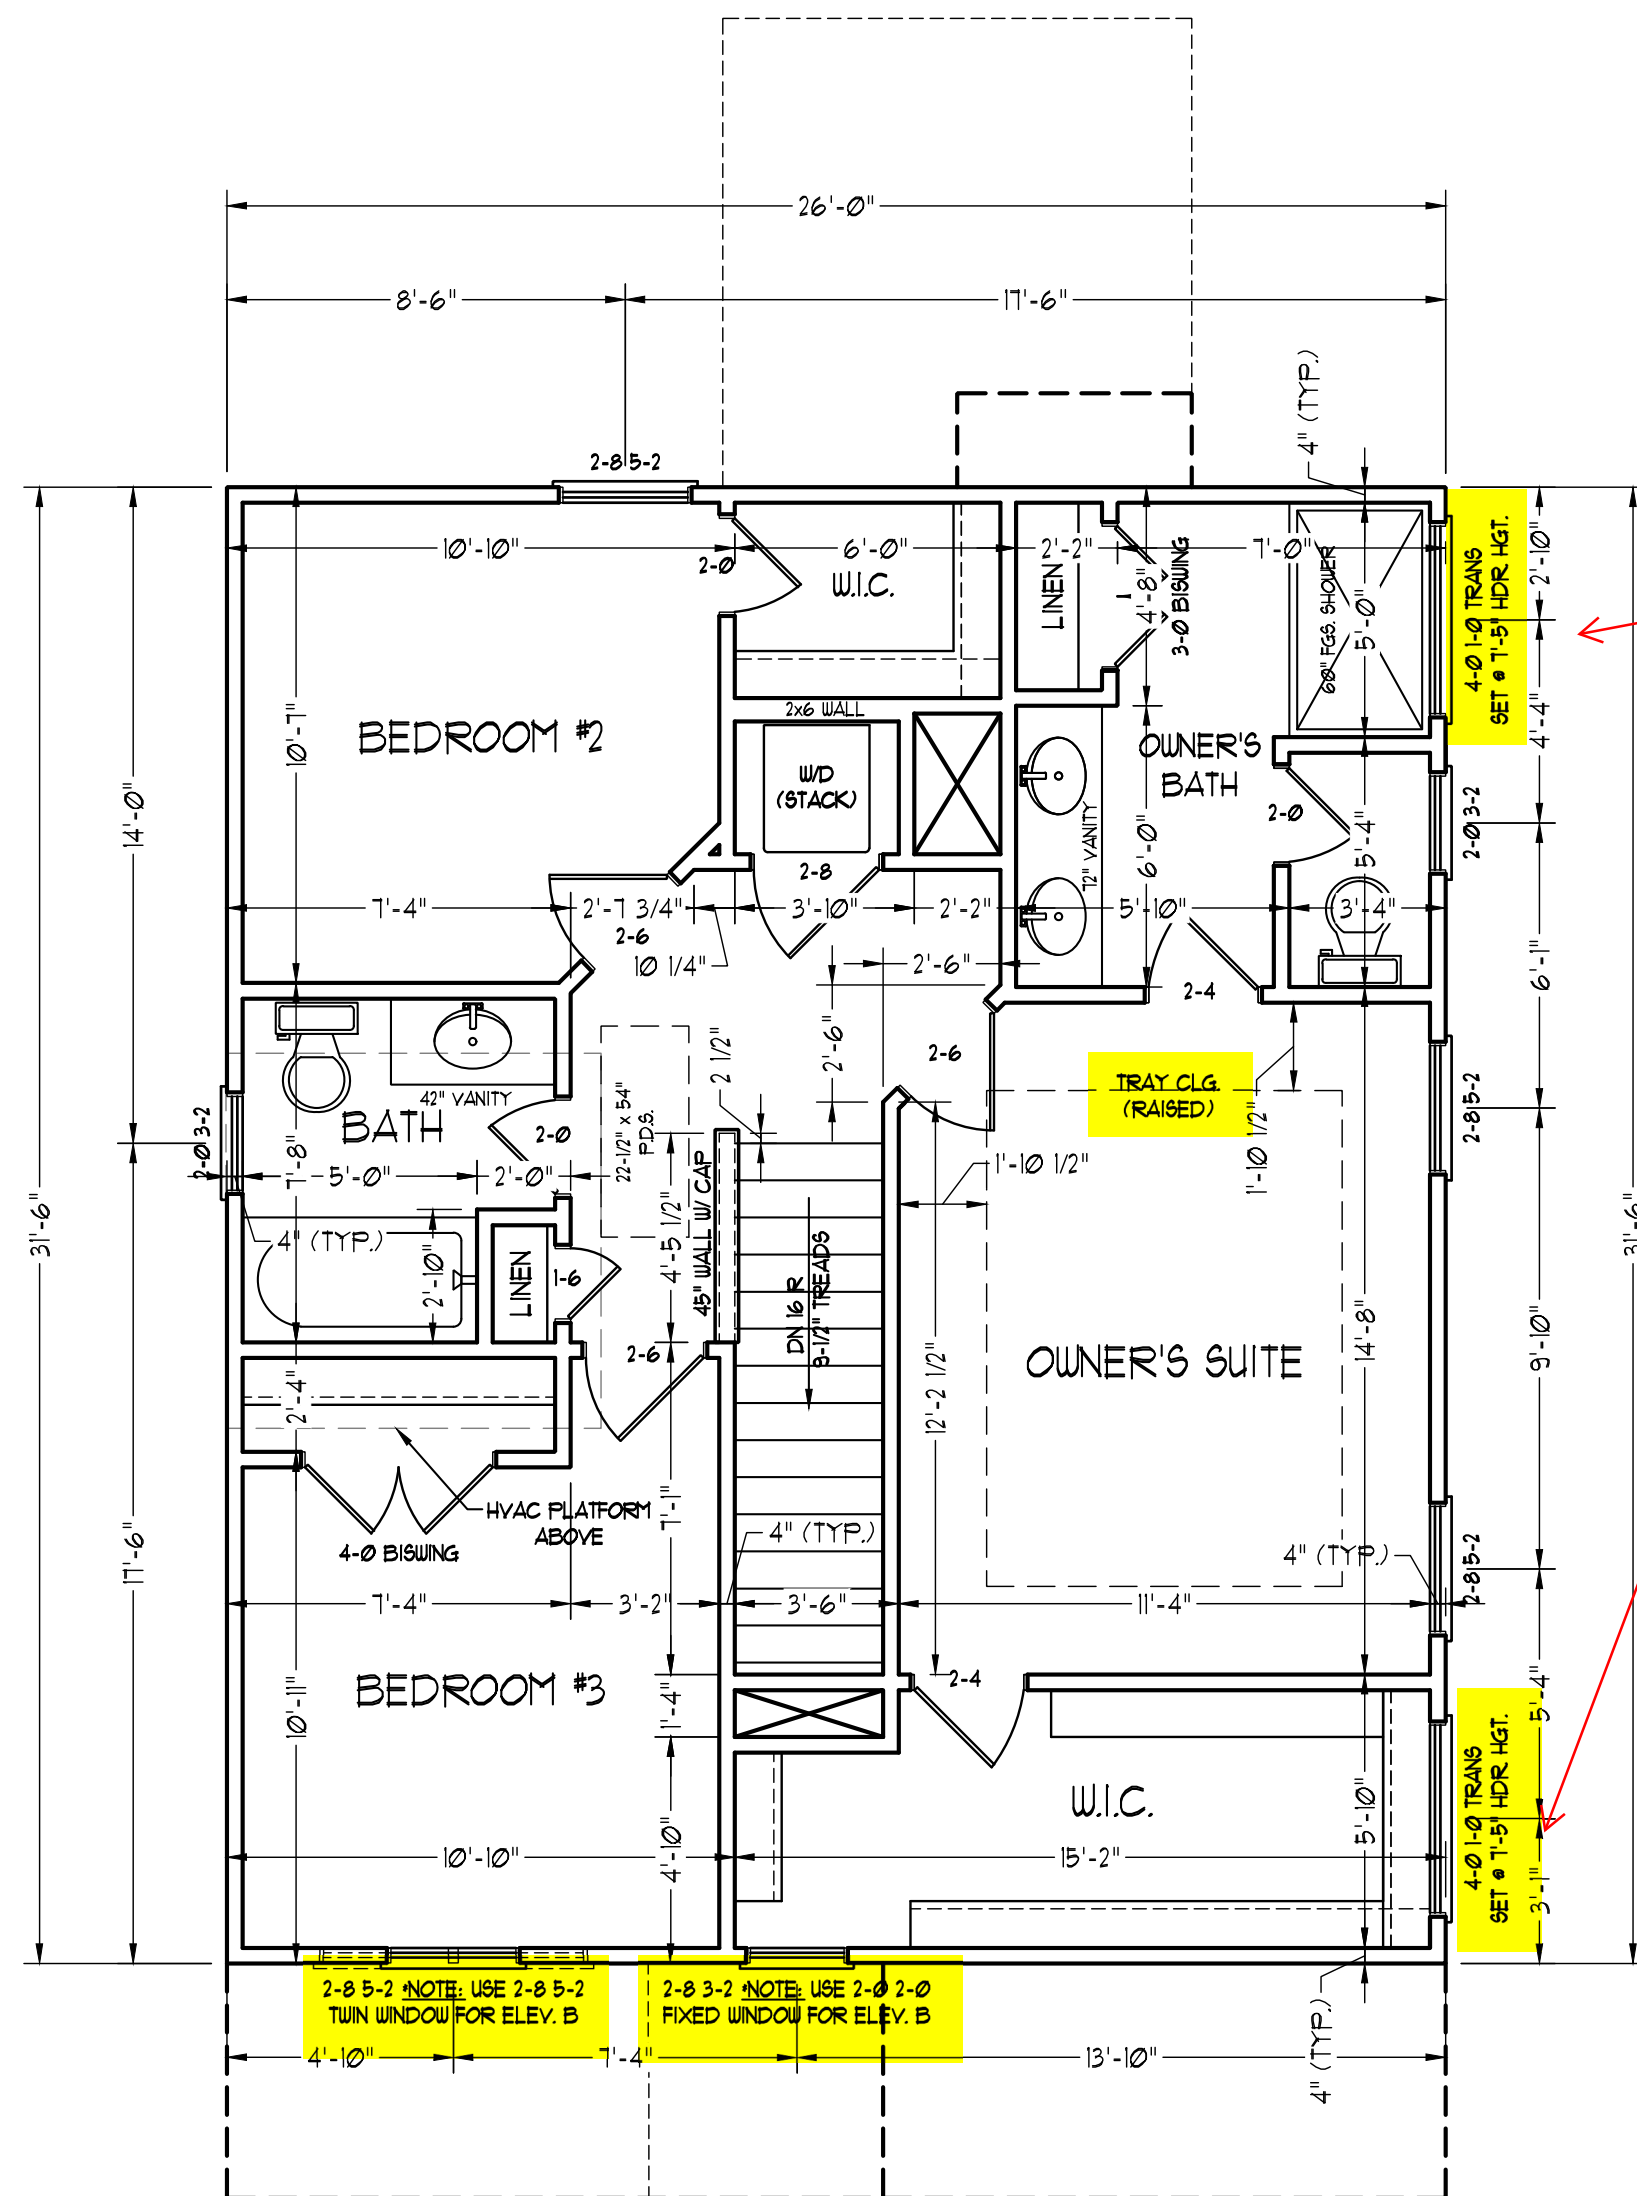 26'-0"
8'-6"
17'-6"
4" (TYP.)
2-8 5-2
10'-10"
6'-0"
2'-2"
7'-0"
2-0
W.I.C.
LINEN
4'-8"
3-0 BISWING
60" FGS. SHOWER
5'-0"
4-0 1-0 TRANS
SET @ 7'-5" HDR HGT.
2'-10"
4'-4"
10'-7"
BEDROOM #2
2x6 WALL
W/D
(STACK)
OWNER'S
BATH
72" VANITY
6'-0"
2-0
5'-4"
2-0 3-2
14'-0"
2-8
7'-4"
2'-7 3/4"
3'-10"
2'-2"
5'-10"
3'-4"
2-6
10 1/4"
2'-6"
2-4
6'-1"
2'-6"
2-6
2 1/2"
TRAY CLG.
(RAISED)
1'-10 1/2"
2-8 5-2
42" VANITY
BATH
2-0
22-1/2" x 54"
P.D.S.
2-0 3-2
7'-8"
5'-0"
2'-0"
1'-10 1/2"
4" (TYP.)
2'-10"
LINEN
1-6
4'-5 1/2"
45" WALL W/ CAP
DN 16 R
9-1/2" TREADS
31'-6"
31'-6"
2-6
12'-2 1/2"
OWNER'S SUITE
14'-8"
9'-10"
2'-4"
HVAC PLATFORM
ABOVE
7'-1"
4-0 BISWING
4" (TYP.)
4" (TYP.)
2-8 5-2
17'-6"
7'-4"
3'-2"
3'-6"
11'-4"
BEDROOM #3
10'-11"
1'-4"
2-4
5'-4"
4-0 1-0 TRANS
SET @ 7'-5" HDR HGT.
W.I.C.
5'-10"
10'-10"
4'-10"
15'-2"
3'-1"
2-8 5-2 *NOTE: USE 2-8 5-2
TWIN WINDOW FOR ELEV. B
2-8 3-2 *NOTE: USE 2-0 2-0
FIXED WINDOW FOR ELEV. B
4'-10"
7'-4"
13'-10"
4" (TYP.)